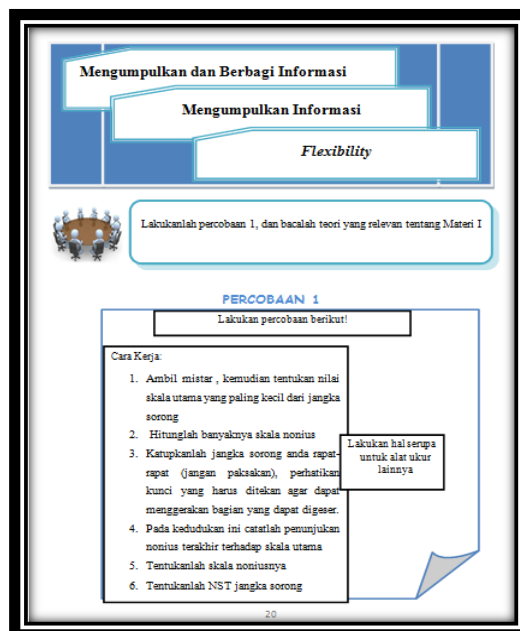 Mengumpulkan dan Berbagi Informasi
Mengumpulkan Informasi
Flexibility
Lakukanlah percobaan 1, dan bacalah teori yang relevan tentang Materi I
PERCOBAAN 1
Lakukan percobaan berikut!
Cara Kerja:
1. Ambil mistar , kemudian tentukan nilai
skala utama yang paling kecil dari jangka
sorong
2. Hitunglah banyaknya skala nonius
3. Katupkanlah jangka sorong anda rapat-
rapat (jangan paksakan), perhatikan
kunci yang harus ditekan agar dapat
menggerakan bagian yang dapat digeser.
4. Pada kedudukan ini catatlah penunjukan
nonius terakhir terhadap skala utama
5. Tentukanlah skala noniusnya
6. Tentukanlah NST jangka sorong
Lakukan hal serupa
untuk alat ukur
lainnya
20